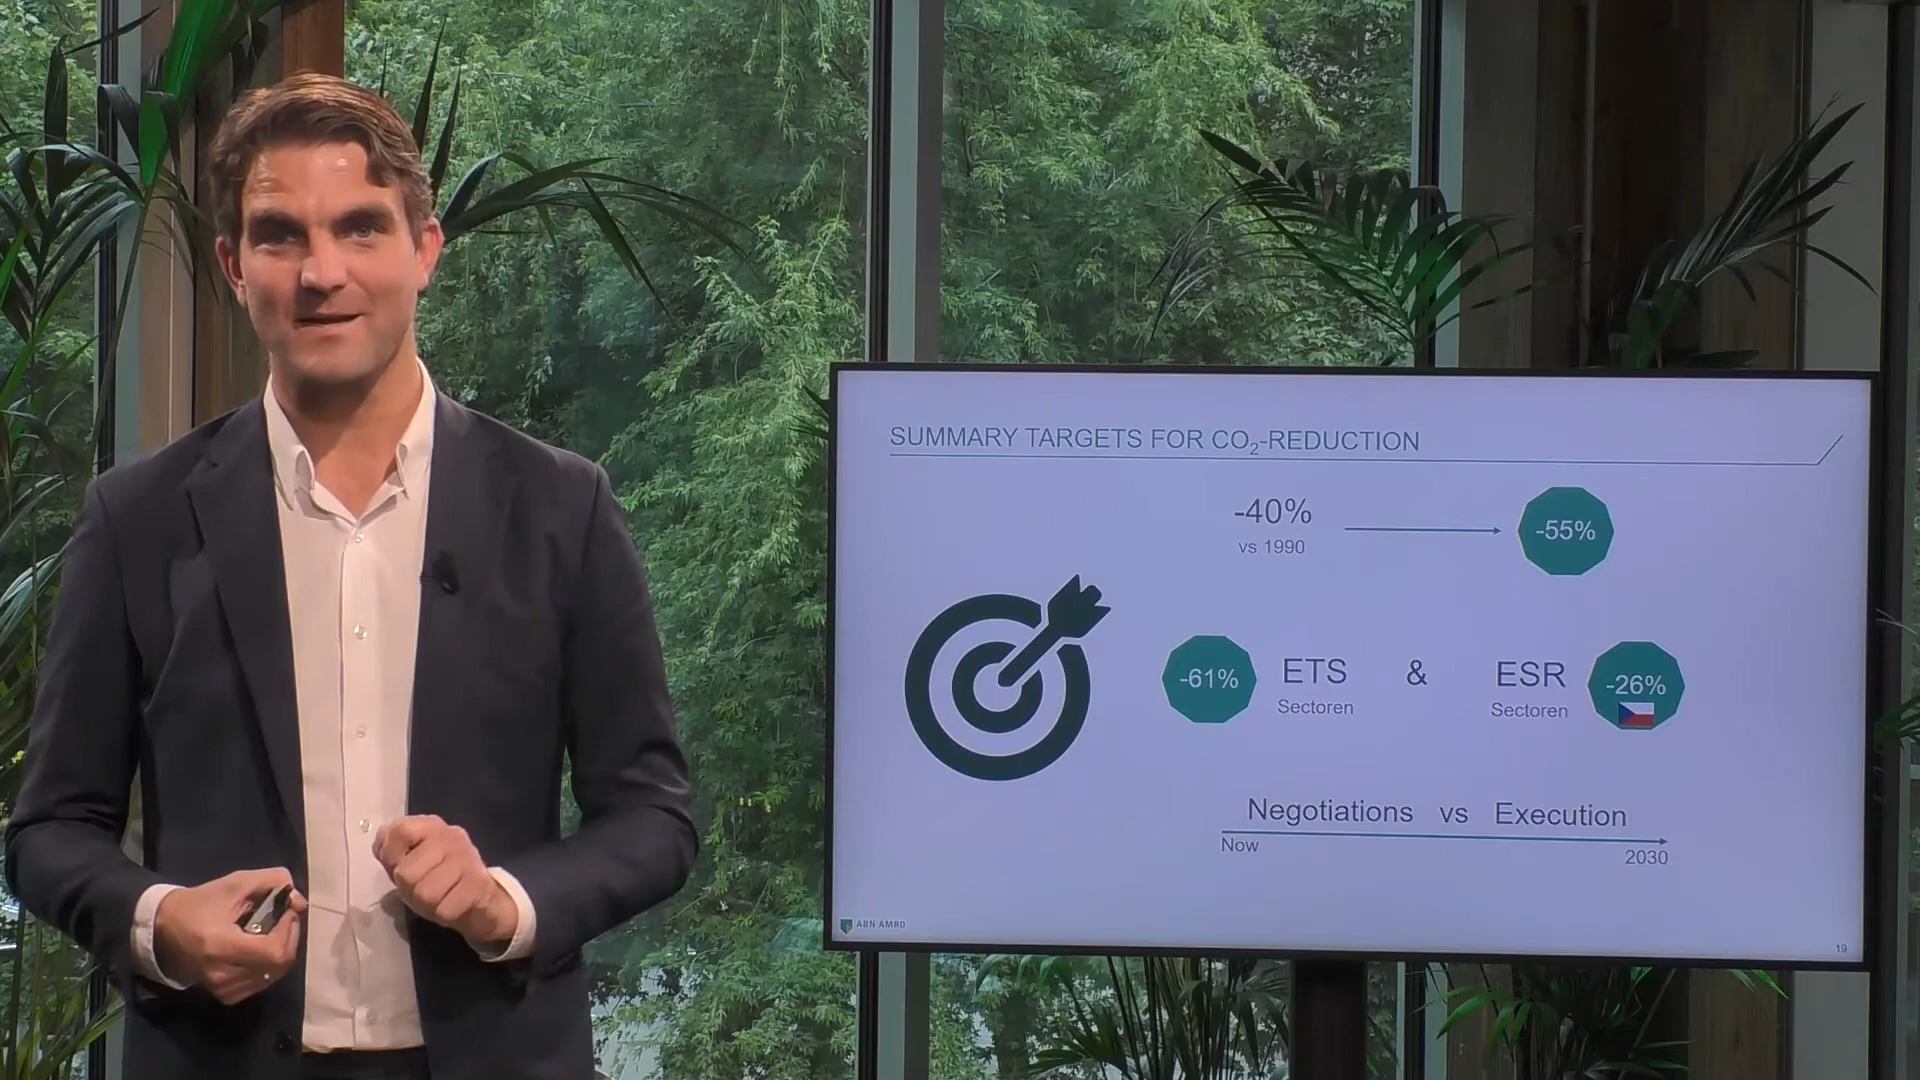 SUMMARY TARGETS FOR CO₂-REDUCTION
-40%
vs 1990
-55%
-61%
ETS
Sectoren
&
ESR
Sectoren
-26%
Negotiations vs Execution
Now
2030
ABN·AMRO
19